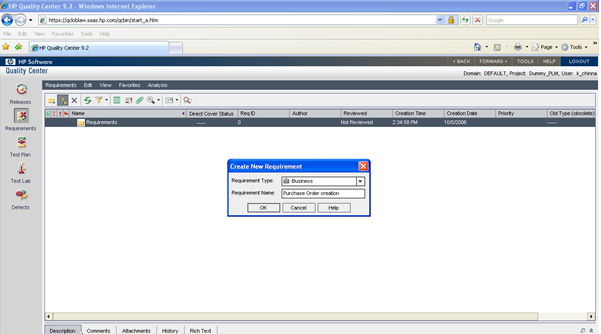 HP Quality Center 9.2 - Windows Internet Explorer
https://qcloblaw.saas.hp.com/qcbin/start_a.htm
Google
File Edit View Favorites Tools Help
HP Quality Center 9.2
Page Tools
HP Software
< BACK FORWARD > TOOLS HELP LOGOUT
Quality Center
Domain: DEFAULT, Project: Dummy_PLM, User: k_chinna
Requirements Edit View Favorites Analysis
Releases
Requirements
Test Plan
Test Lab
Defects
Name Direct Cover Status Req ID Author Reviewed Creation Time Creation Date Priority Old Type (obsolete)
Requirements ----- 0 Not Reviewed 2:34:58 PM 10/5/2008 -----
Create New Requirement
Requirement Type: Business
Requirement Name: Purchase Order creation
OK Cancel Help
Description Comments Attachments History Rich Text